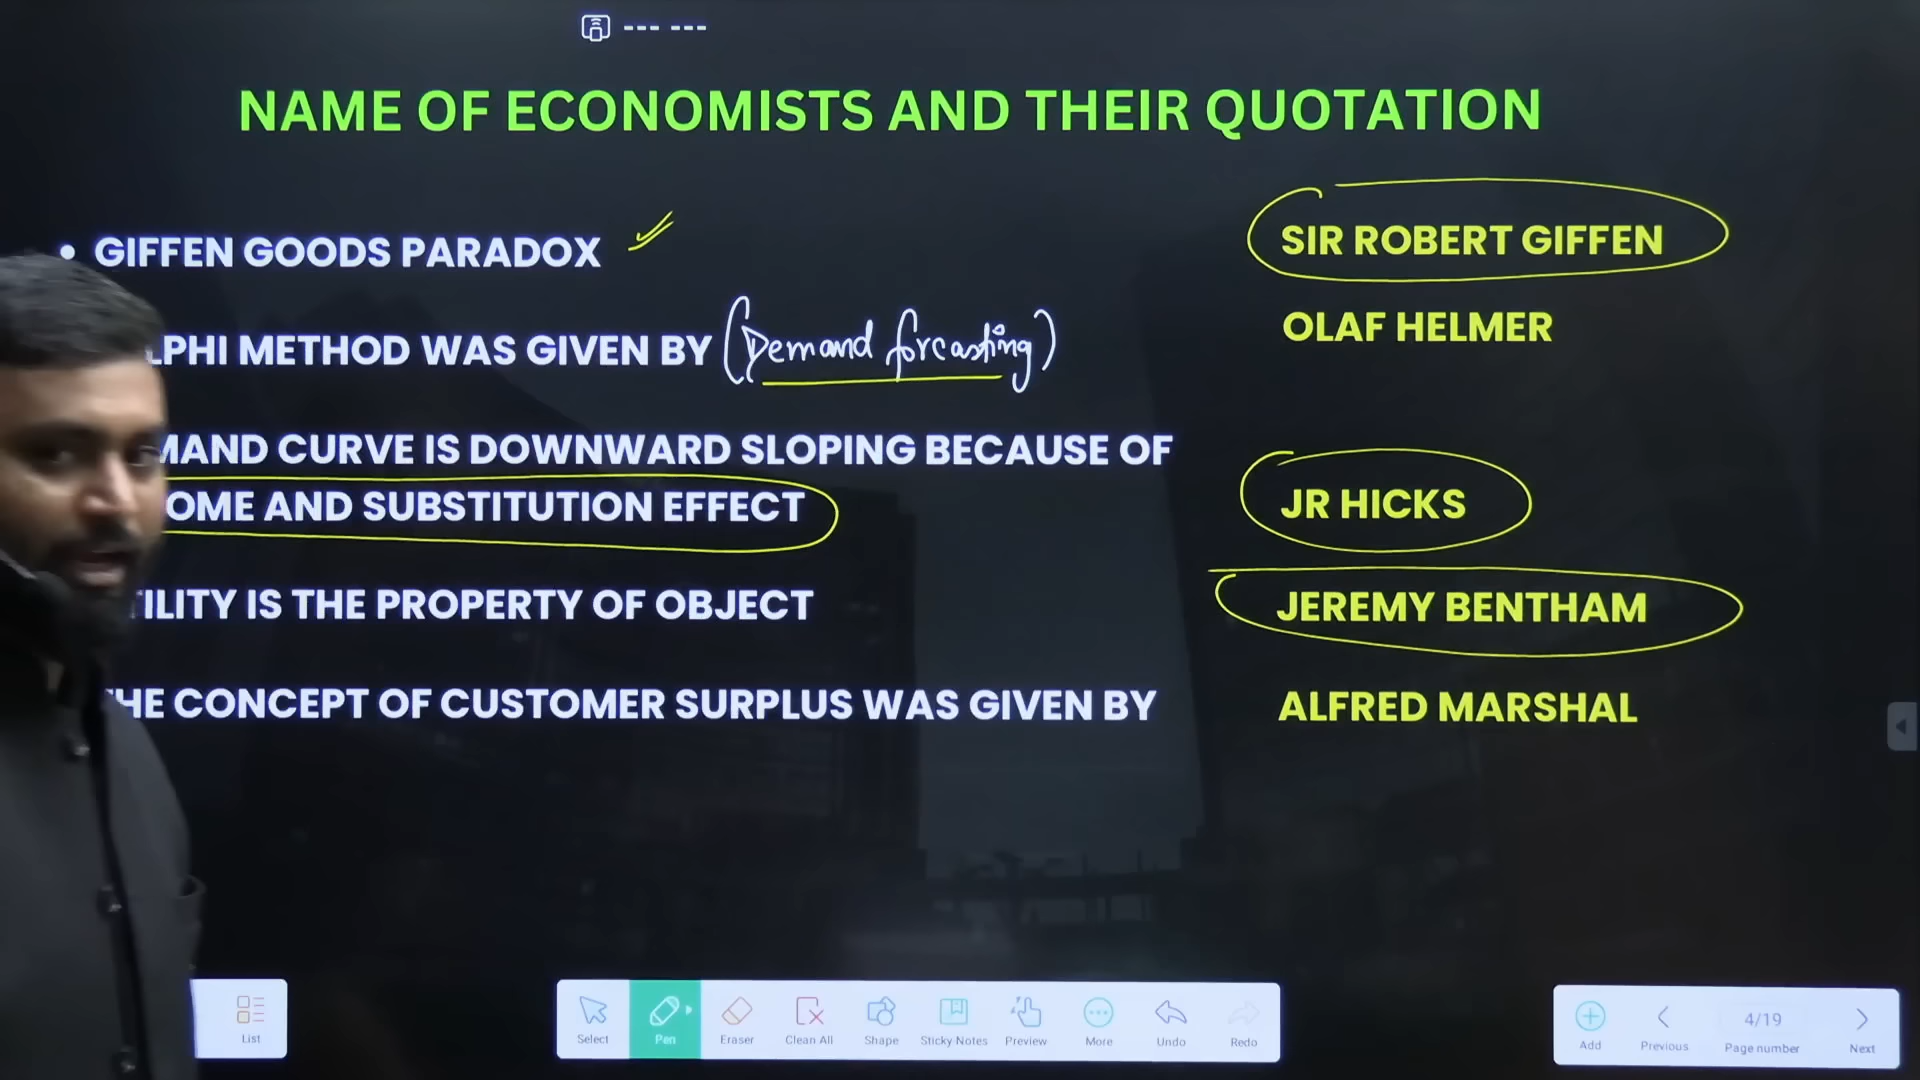 NAME OF ECONOMISTS AND THEIR QUOTATION
• GIFFEN GOODS PARADOX
SIR ROBERT GIFFEN
LPHI METHOD WAS GIVEN BY (Demand forcasting)
OLAF HELMER
MAND CURVE IS DOWNWARD SLOPING BECAUSE OF
OME AND SUBSTITUTION EFFECT
JR HICKS
TILITY IS THE PROPERTY OF OBJECT
JEREMY BENTHAM
HE CONCEPT OF CUSTOMER SURPLUS WAS GIVEN BY
ALFRED MARSHAL
List
Select
Pen
Eraser
Clean All
Shape
Sticky Notes
Preview
More
Undo
Redo
Add
Previous
4/19
Page number
Next